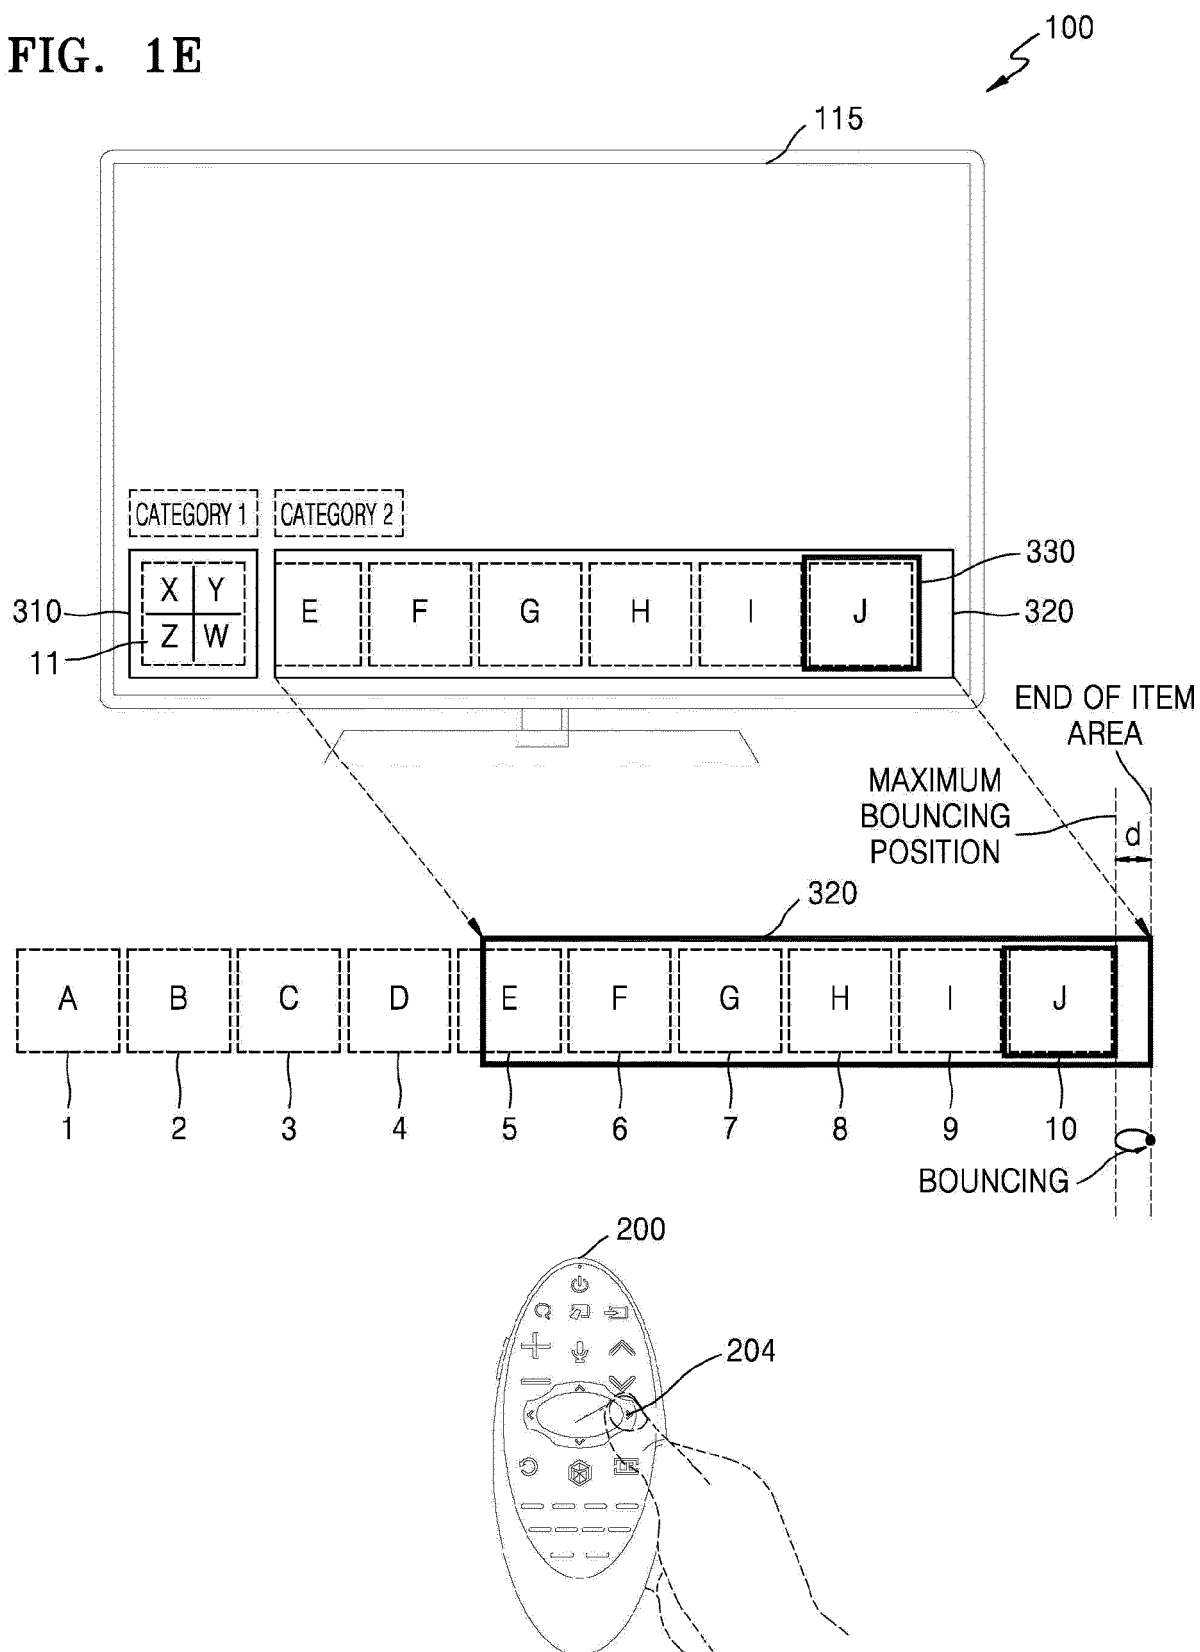 FIG. 1E
100
115
CATEGORY 1 CATEGORY 2
330
X Y
310 E F G H I J 320
Z W
11
END OF ITEM
AREA
MAXIMUM
BOUNCING
POSITION
d
320
A B C D E F G H I J
1 2 3 4 5 6 7 8 9 10
BOUNCING
200
204